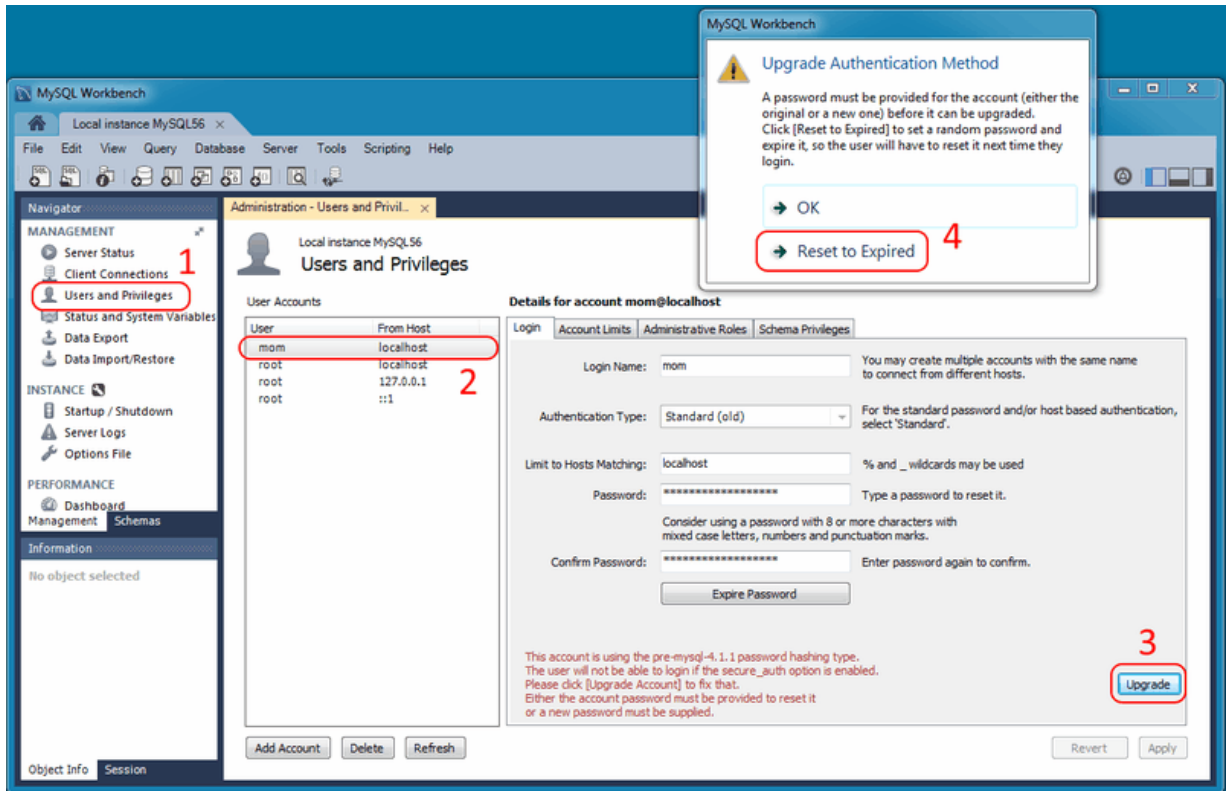 MySQL Workbench
Upgrade Authentication Method
A password must be provided for the account (either the
original or a new one) before it can be upgraded.
Click [Reset to Expired] to set a random password and
expire it, so the user will have to reset it next time they
login.
OK
Reset to Expired
4
MySQL Workbench
Local instance MySQL56
File Edit View Query Database Server Tools Scripting Help
Navigator
MANAGEMENT
Server Status
Client Connections
1
Users and Privileges
Status and System Variables
Data Export
Data Import/Restore
INSTANCE
Startup / Shutdown
Server Logs
Options File
PERFORMANCE
Dashboard
Management Schemas
Information
No object selected
Object Info Session
Administration - Users and Privil...
Local instance MySQL56
Users and Privileges
User Accounts
User From Host
mom localhost
root localhost
root 127.0.0.1
root ::1
2
Add Account Delete Refresh
Details for account mom@localhost
Login Account Limits Administrative Roles Schema Privileges
Login Name: mom
You may create multiple accounts with the same name
to connect from different hosts.
Authentication Type: Standard (old)
For the standard password and/or host based authentication,
select 'Standard'.
Limit to Hosts Matching: localhost % and _ wildcards may be used
Password: ****************** Type a password to reset it.
Consider using a password with 8 or more characters with
mixed case letters, numbers and punctuation marks.
Confirm Password: ****************** Enter password again to confirm.
Expire Password
This account is using the pre-mysql-4.1.1 password hashing type.
The user will not be able to login if the secure_auth option is enabled.
Please click [Upgrade Account] to fix that.
Either the account password must be provided to reset it
or a new password must be supplied.
3
Upgrade
Revert Apply